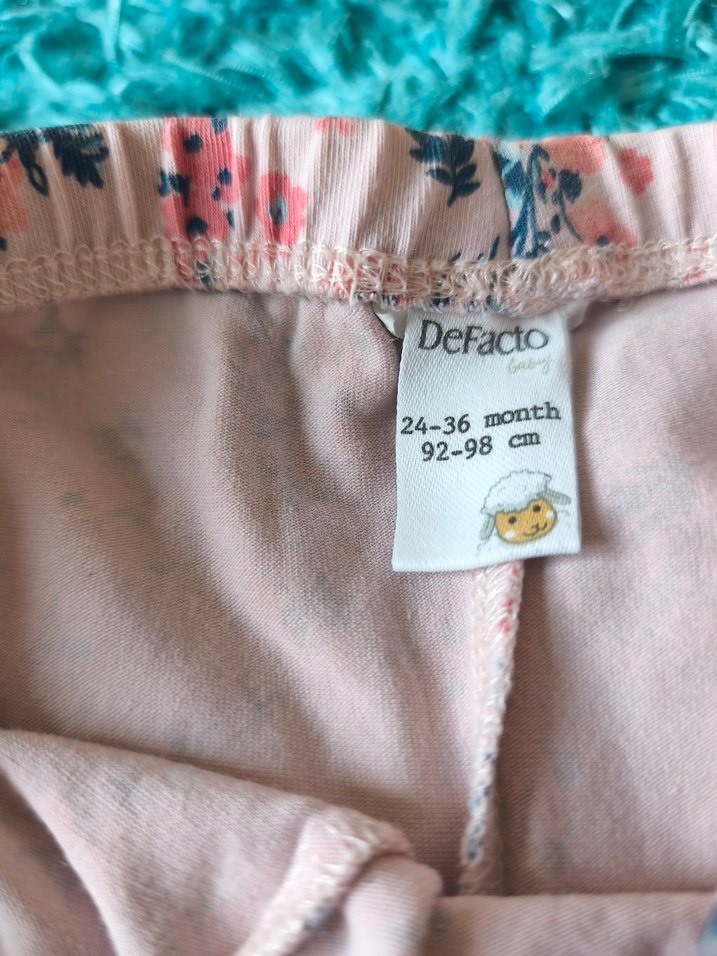 DeFacto
baby
24-36 month
92-98 cm